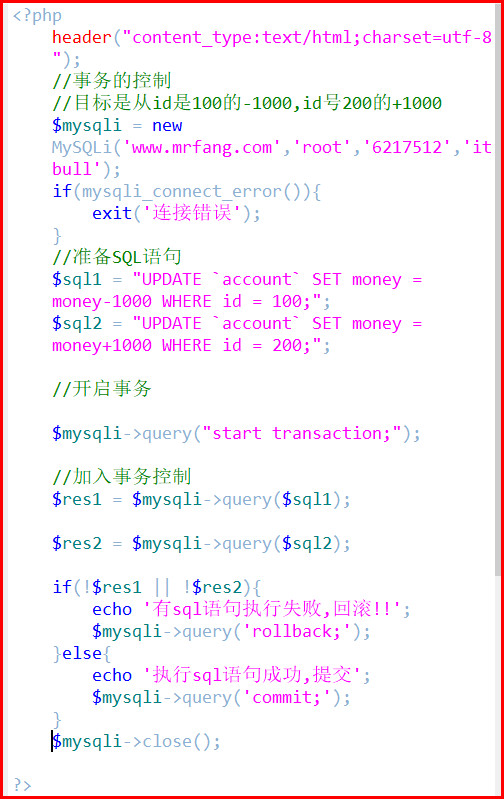 <?php
header("content_type:text/html;charset=utf-8
");
//事务的控制
//目标是从id是100的-1000,id号200的+1000
$mysqli = new
MySQLi('www.mrfang.com','root','6217512','it
bull');
if(mysqli_connect_error()){
exit('连接错误');
}
//准备SQL语句
$sql1 = "UPDATE `account` SET money =
money-1000 WHERE id = 100;";
$sql2 = "UPDATE `account` SET money =
money+1000 WHERE id = 200;";
//开启事务
$mysqli->query("start transaction;");
//加入事务控制
$res1 = $mysqli->query($sql1);
$res2 = $mysqli->query($sql2);
if(!$res1 || !$res2){
echo '有sql语句执行失败,回滚!!';
$mysqli->query('rollback;');
}else{
echo '执行sql语句成功,提交';
$mysqli->query('commit;');
}
$mysqli->close();
?>